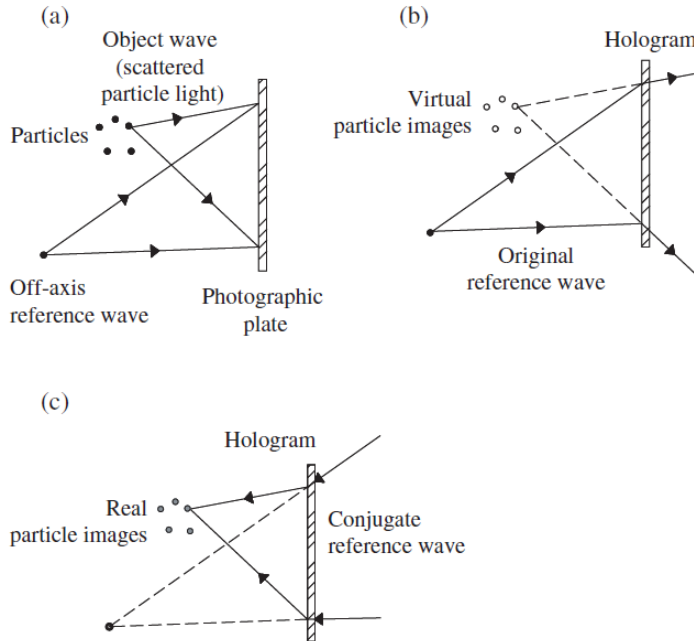 (a)
Object wave
(scattered
particle light)
Particles
Off-axis
reference wave
Photographic
plate
(b)
Hologram
Virtual
particle images
Original
reference wave
(c)
Hologram
Real
particle images
Conjugate
reference wave